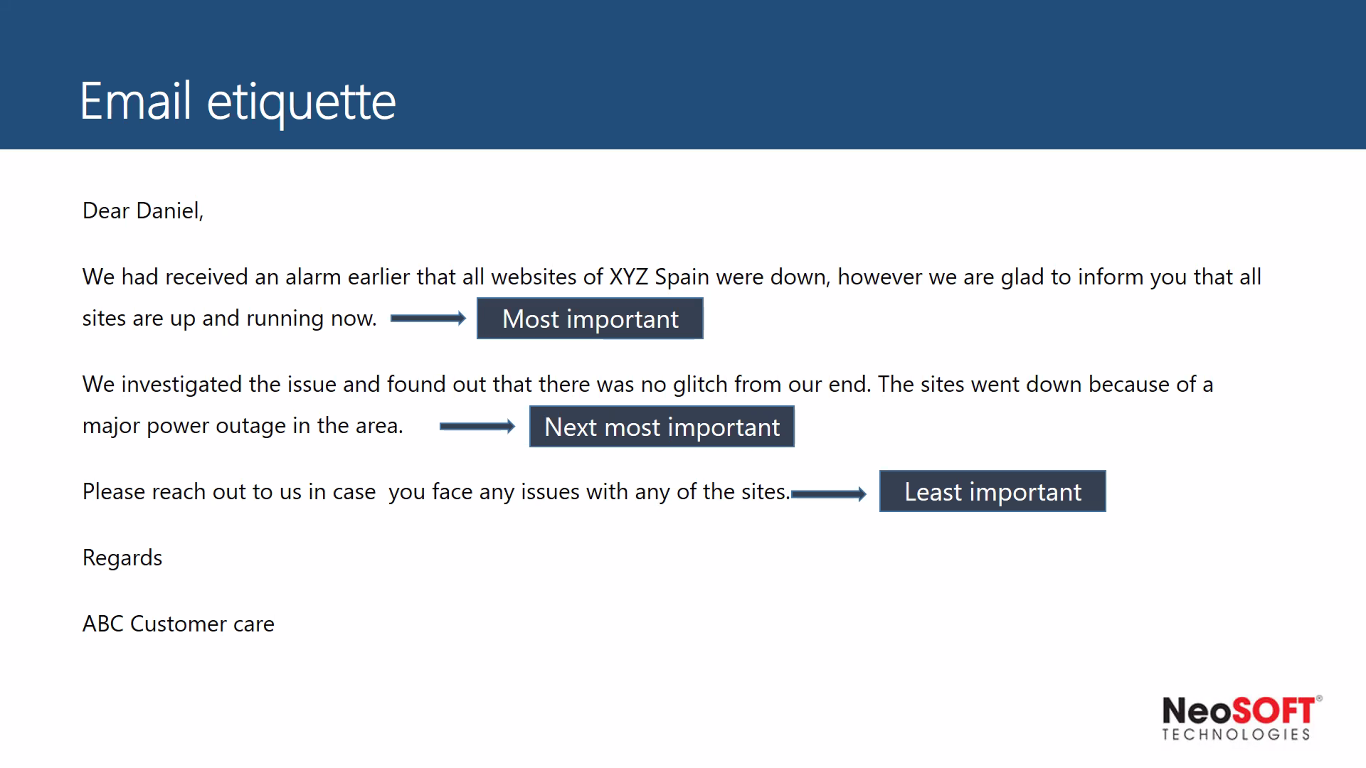 Email etiquette
Dear Daniel,
We had received an alarm earlier that all websites of XYZ Spain were down, however we are glad to inform you that all
sites are up and running now. Most important
We investigated the issue and found out that there was no glitch from our end. The sites went down because of a
major power outage in the area. Next most important
Please reach out to us in case  you face any issues with any of the sites. Least important
Regards
ABC Customer care
NeoSOFT®
TECHNOLOGIES